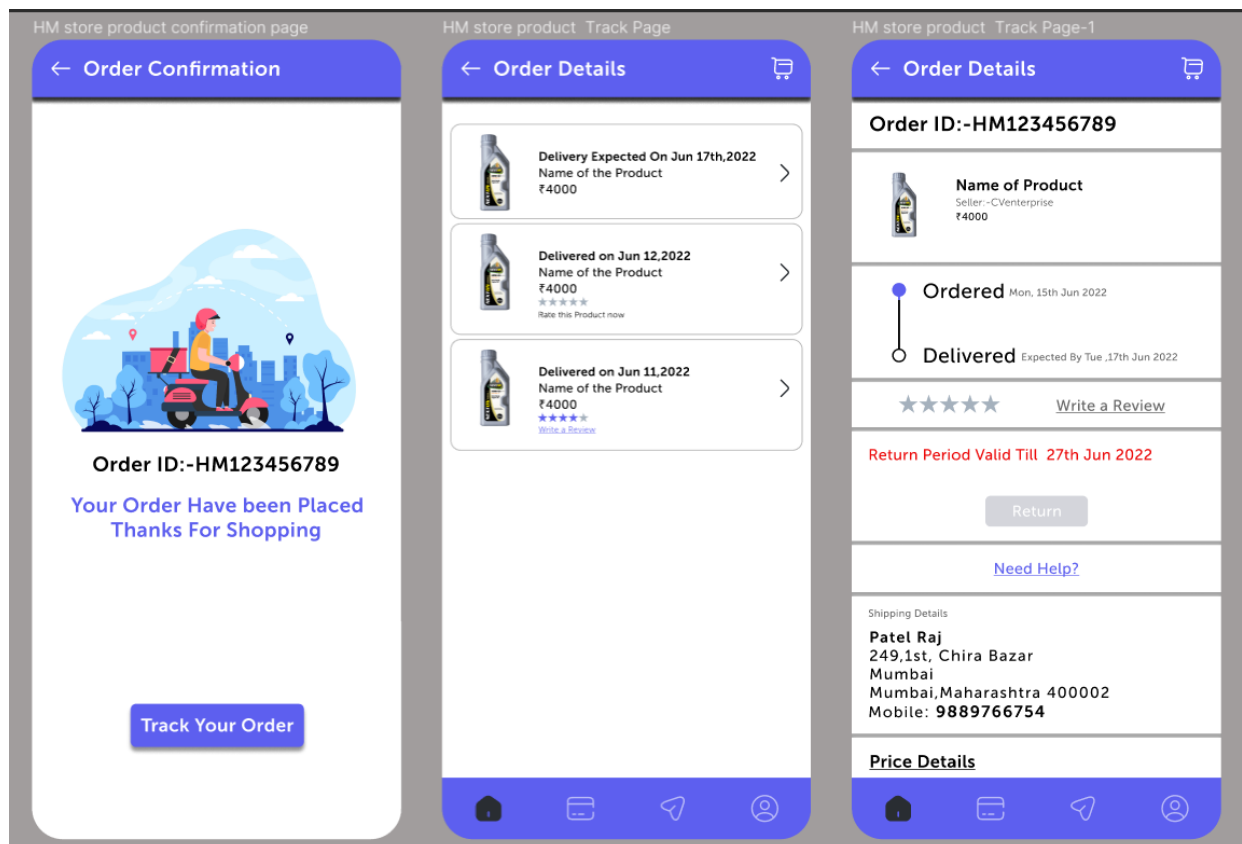 HM store product confirmation page
← Order Confirmation
Order ID:-HM123456789
Your Order Have been Placed
Thanks For Shopping
Track Your Order
HM store product Track Page
← Order Details
Delivery Expected On Jun 17th,2022
Name of the Product
₹4000
Delivered on Jun 12,2022
Name of the Product
₹4000
★★★★★
Rate this Product now
Delivered on Jun 11,2022
Name of the Product
₹4000
★★★★★
Write a Review
HM store product Track Page-1
← Order Details
Order ID:-HM123456789
Name of Product
Seller:-CVenterprise
₹4000
Ordered Mon, 15th Jun 2022
Delivered Expected By Tue ,17th Jun 2022
★★★★★ Write a Review
Return Period Valid Till 27th Jun 2022
Return
Need Help?
Shipping Details
Patel Raj
249,1st, Chira Bazar
Mumbai
Mumbai,Maharashtra 400002
Mobile: 9889766754
Price Details